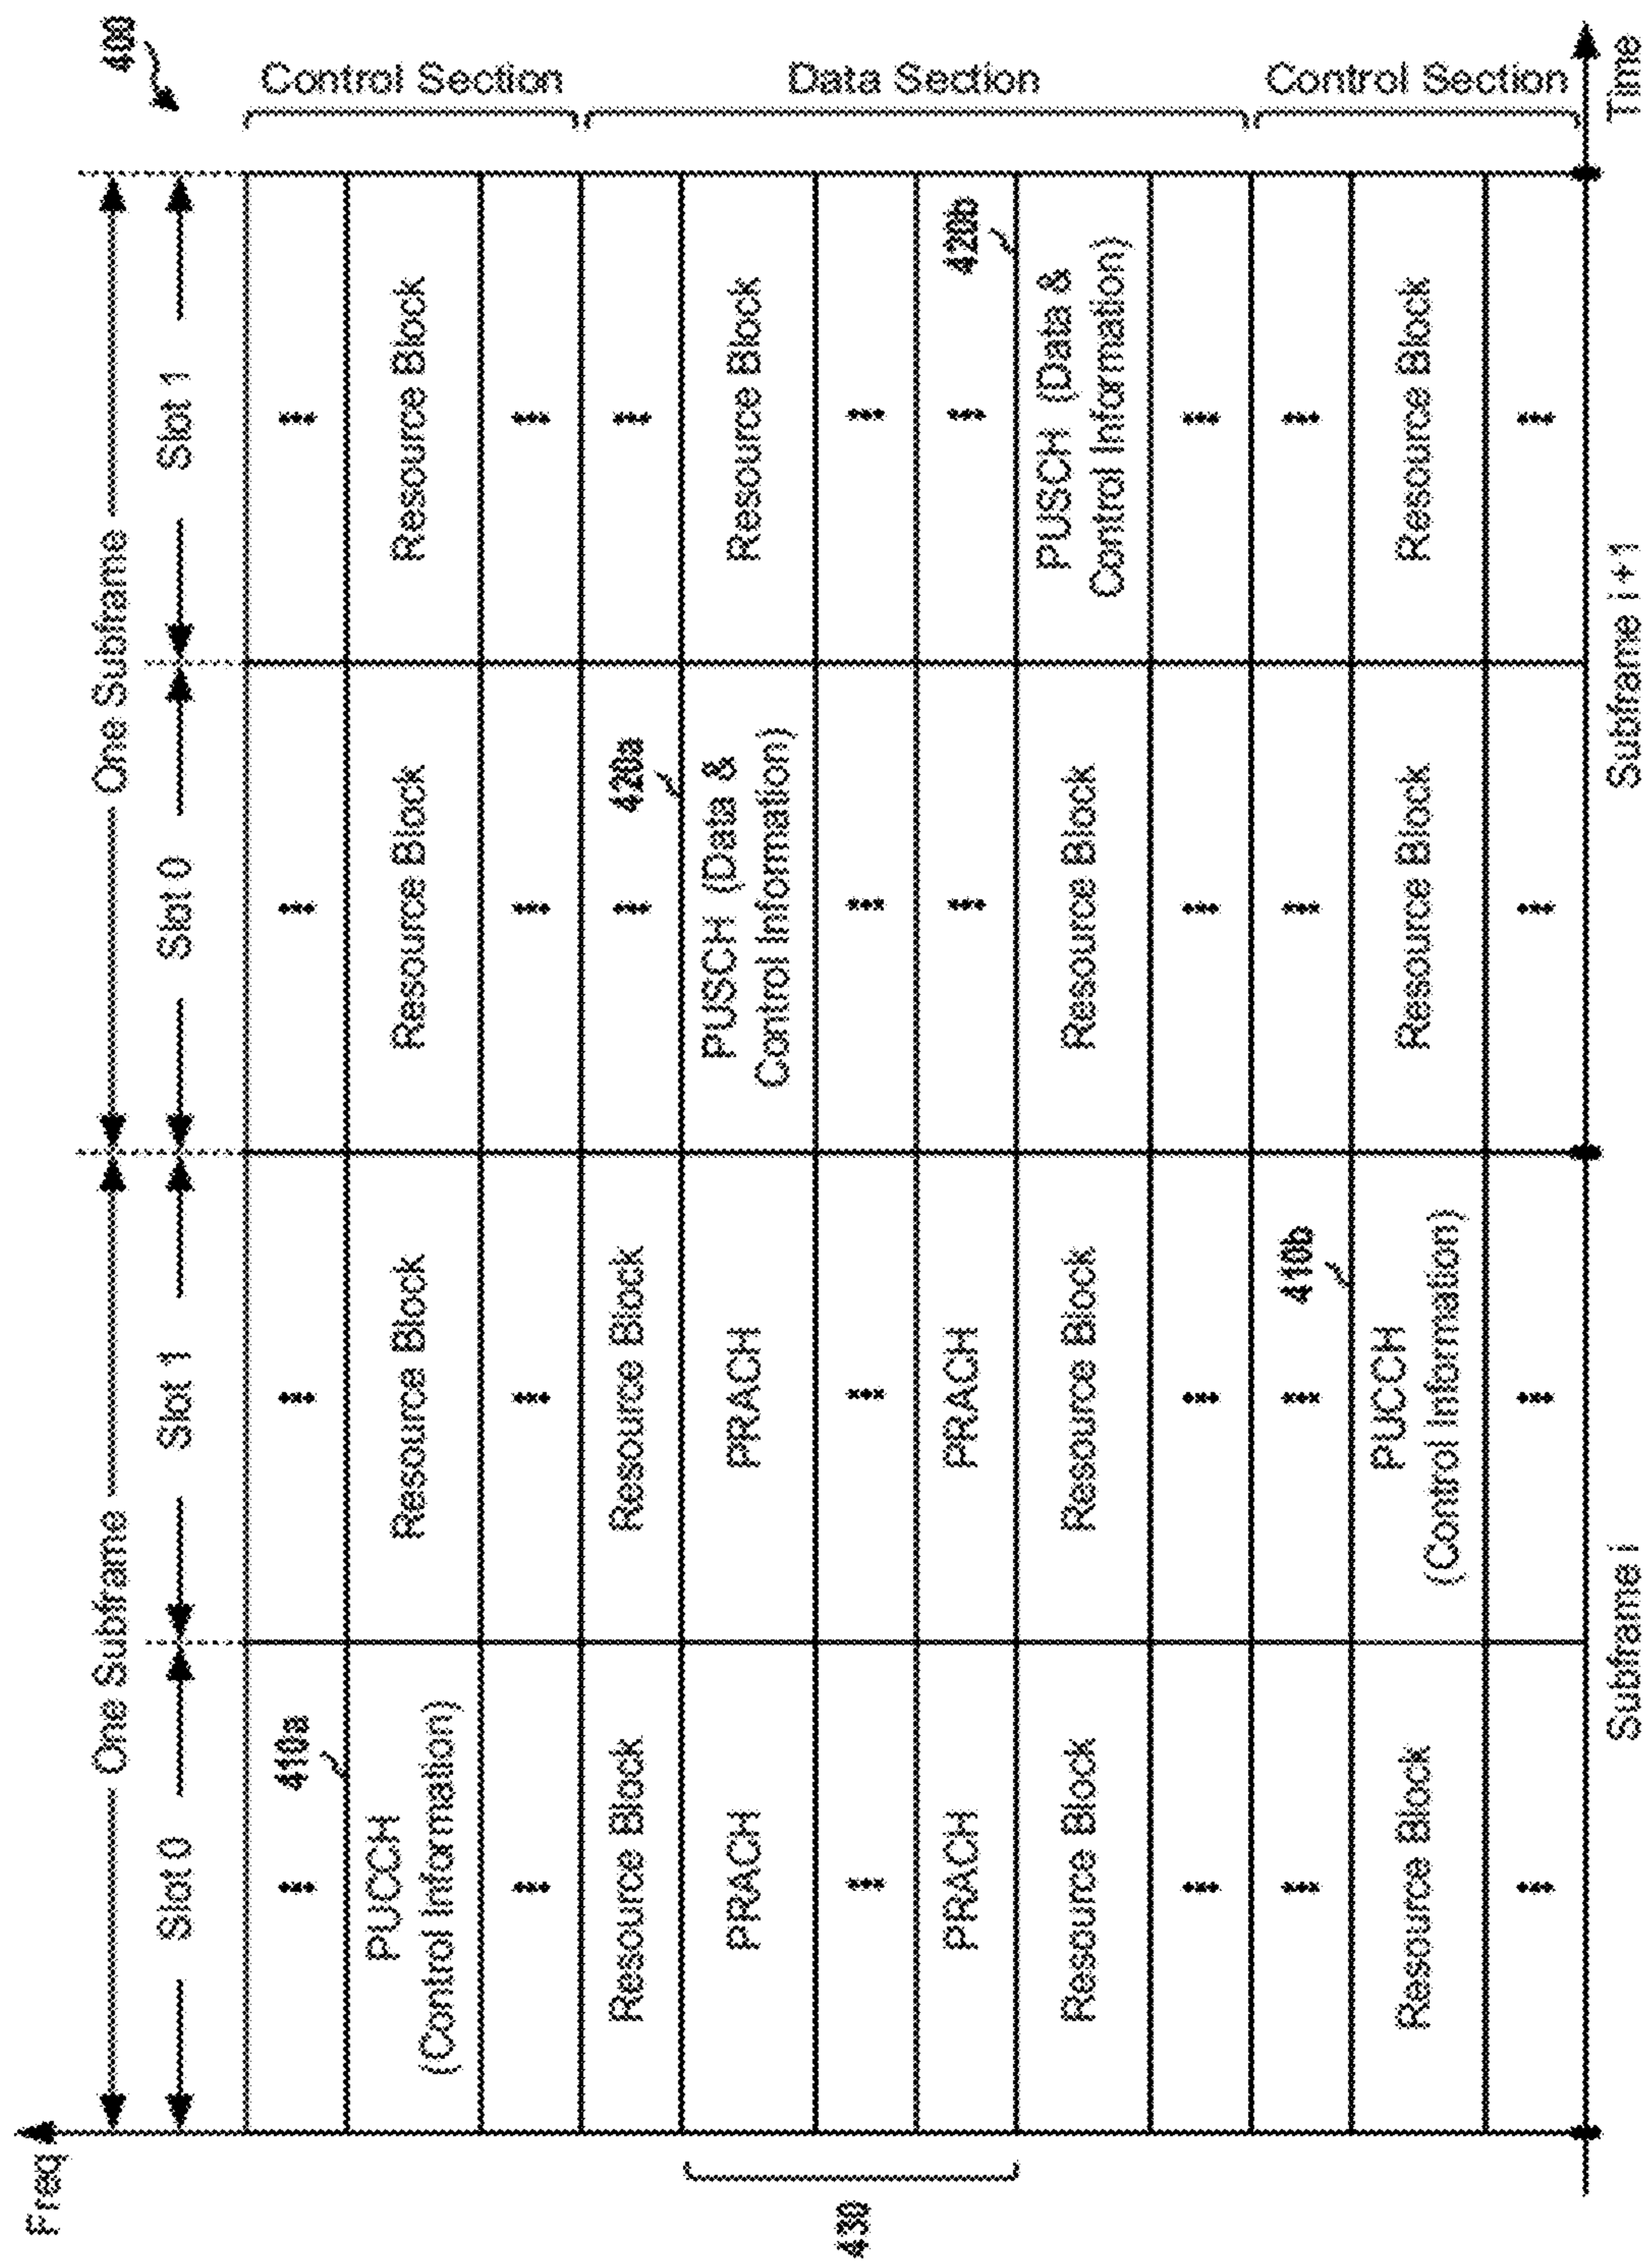 400
Freq
One Subframe
One Subframe
Slot 0
Slot 1
Slot 0
Slot 1
410a
PUCCH
(Control Information)
Resource Block
Resource Block
Resource Block
Control Section
Resource Block
Resource Block
420a
PRACH
PRACH
PUSCH (Data &
Control Information)
Resource Block
430
PRACH
PRACH
420b
Resource Block
Resource Block
Resource Block
PUSCH (Data &
Control Information)
Data Section
410b
Resource Block
PUCCH
(Control Information)
Resource Block
Resource Block
Control Section
Subframe i
Subframe i+1
Time